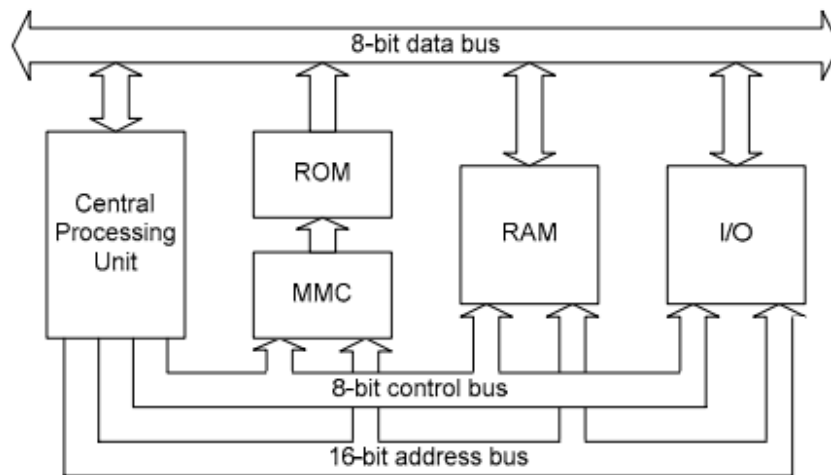 8-bit data bus
Central
Processing
Unit
ROM
MMC
RAM
I/O
8-bit control bus
16-bit address bus